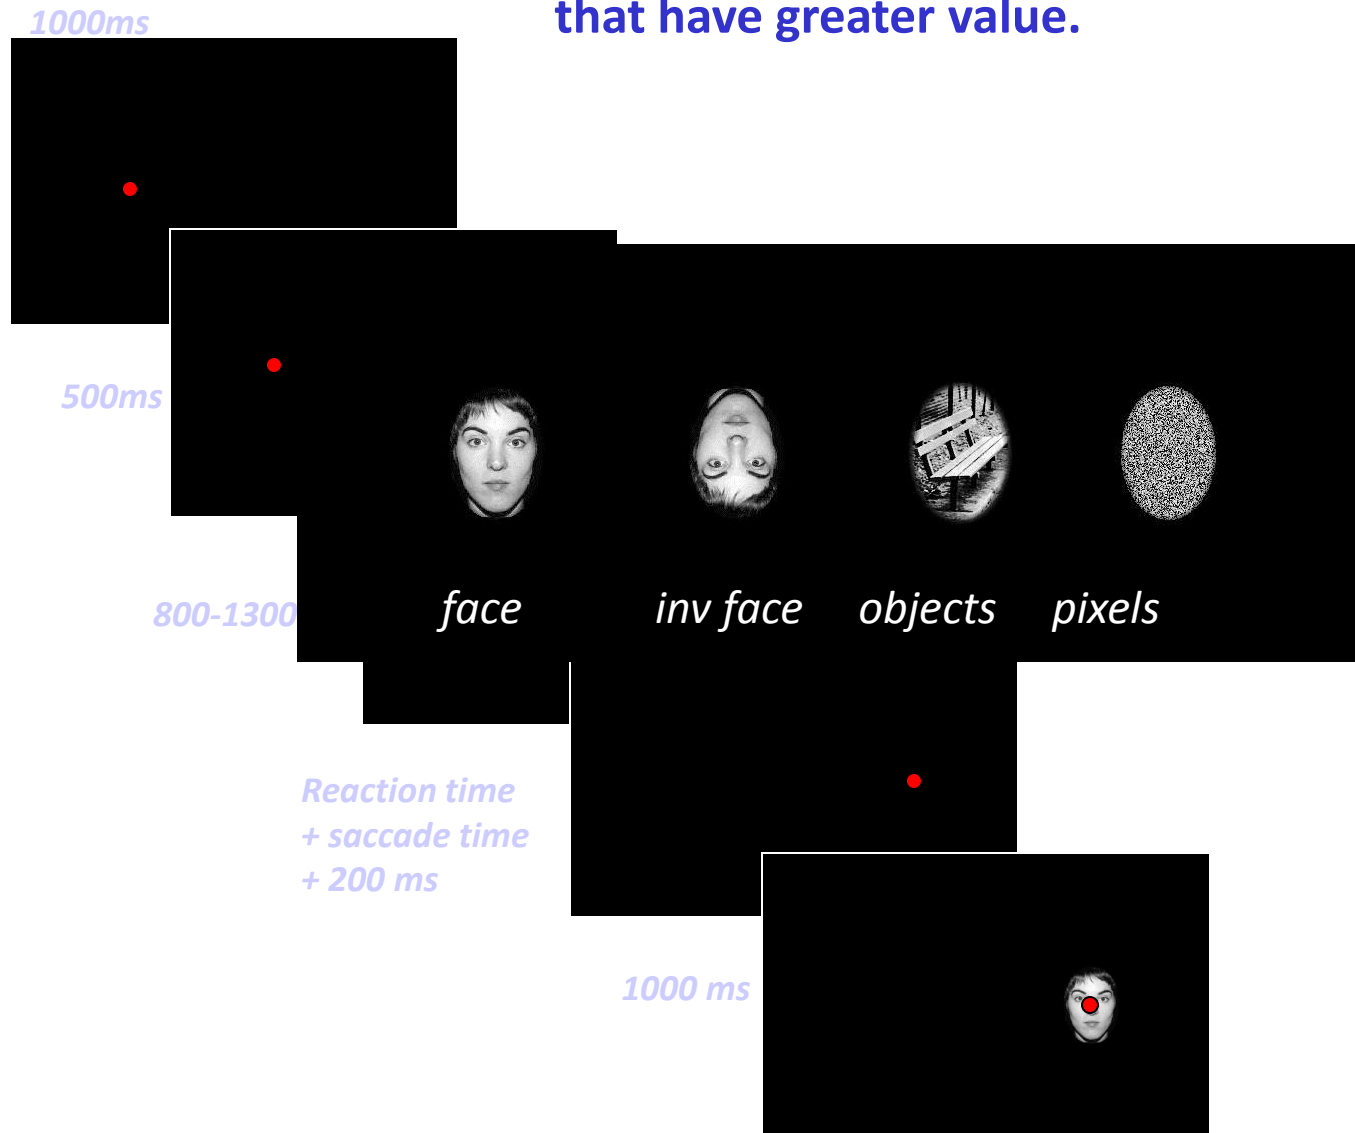 1000ms
that have greater value.
500ms
face
inv face
objects
pixels
800-1300
Reaction time
+ saccade time
+ 200 ms
1000 ms